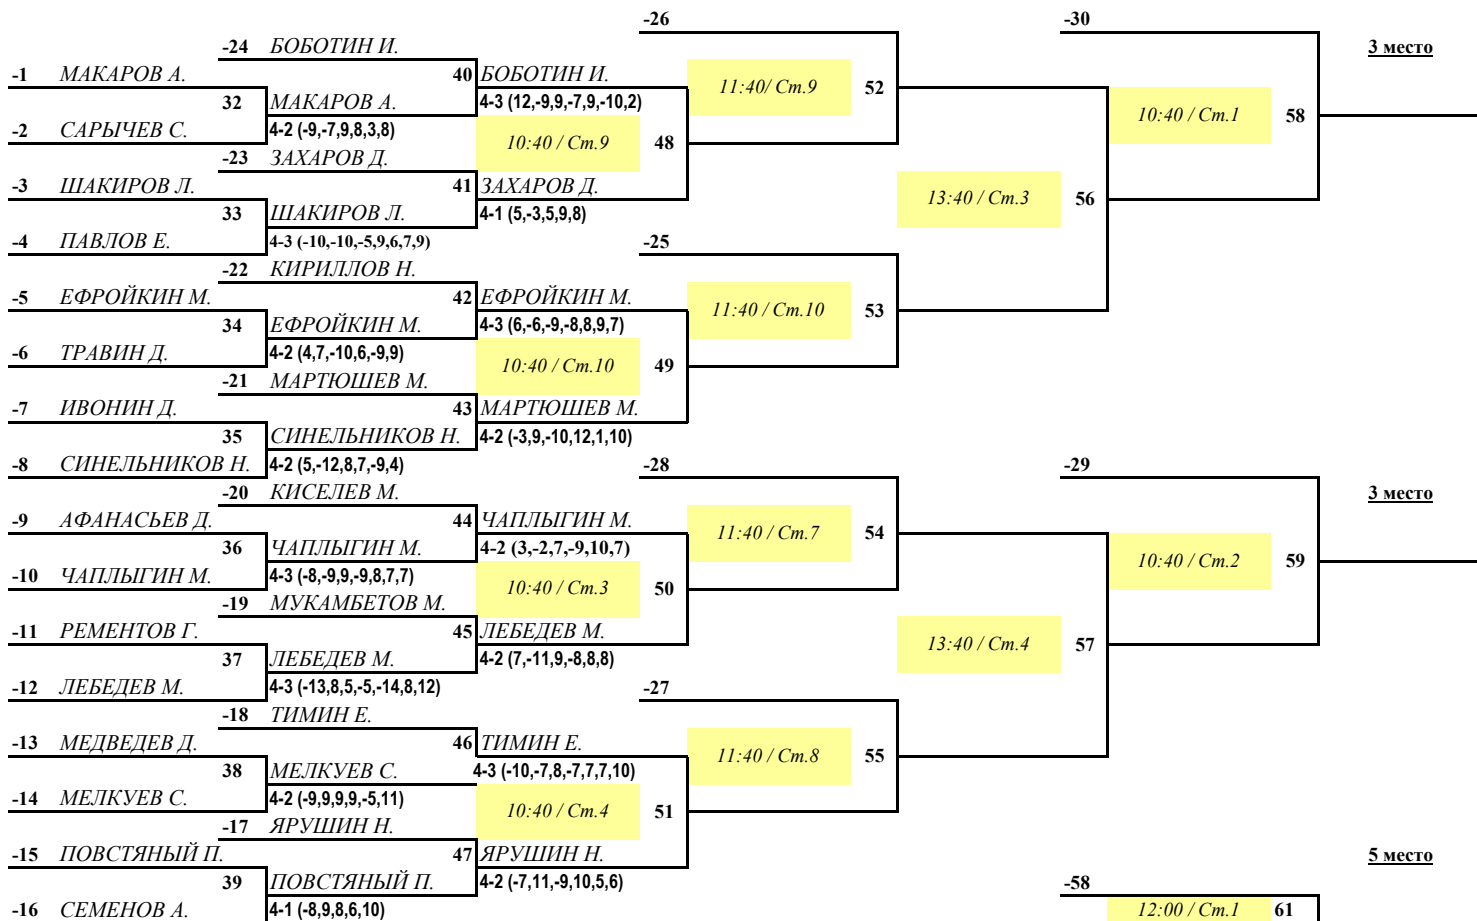 -26 -30
-24 БОБОТИН И. 3 место
-1 МАКАРОВ А. 40 БОБОТИН И. 11:40/ Ст.9 52
32 МАКАРОВ А. 4-3 (12,-9,9,-7,9,-10,2) 10:40 / Ст.1 58
-2 САРЫЧЕВ С. 4-2 (-9,-7,9,8,3,8) 10:40 / Ст.9 48
-23 ЗАХАРОВ Д.
-3 ШАКИРОВ Л. 41 ЗАХАРОВ Д. 13:40 / Ст.3 56
33 ШАКИРОВ Л. 4-1 (5,-3,5,9,8)
-4 ПАВЛОВ Е. 4-3 (-10,-10,-5,9,6,7,9) -25
-22 КИРИЛЛОВ Н.
-5 ЕФРОЙКИН М. 42 ЕФРОЙКИН М. 11:40 / Ст.10 53
34 ЕФРОЙКИН М. 4-3 (6,-6,-9,-8,8,9,7)
-6 ТРАВИН Д. 4-2 (4,7,-10,6,-9,9) 10:40 / Ст.10 49
-21 МАРТЮШЕВ М.
-7 ИВОНИН Д. 43 МАРТЮШЕВ М.
35 СИНЕЛЬНИКОВ Н. 4-2 (-3,9,-10,12,1,10)
-8 СИНЕЛЬНИКОВ Н. 4-2 (5,-12,8,7,-9,4) -28 -29
-20 КИСЕЛЕВ М. 3 место
-9 АФАНАСЬЕВ Д. 44 ЧАПЛЫГИН М. 11:40 / Ст.7 54
36 ЧАПЛЫГИН М. 4-2 (3,-2,7,-9,10,7) 10:40 / Ст.2 59
-10 ЧАПЛЫГИН М. 4-3 (-8,-9,9,-9,8,7,7) 10:40 / Ст.3 50
-19 МУКАМБЕТОВ М.
-11 РЕМЕНТОВ Г. 45 ЛЕБЕДЕВ М. 13:40 / Ст.4 57
37 ЛЕБЕДЕВ М. 4-2 (7,-11,9,-8,8,8)
-12 ЛЕБЕДЕВ М. 4-3 (-13,8,5,-5,-14,8,12) -27
-18 ТИМИН Е.
-13 МЕДВЕДЕВ Д. 46 ТИМИН Е. 11:40 / Ст.8 55
38 МЕЛКУЕВ С. 4-3 (-10,-7,8,-7,7,7,10)
-14 МЕЛКУЕВ С. 4-2 (-9,9,9,9,-5,11) 10:40 / Ст.4 51
-17 ЯРУШИН Н.
-15 ПОВСТЯНЫЙ П. 47 ЯРУШИН Н. 5 место
39 ПОВСТЯНЫЙ П. 4-2 (-7,11,-9,10,5,6) -58
-16 СЕМЕНОВ А. 4-1 (-8,9,8,6,10) 12:00 / Ст.1 61